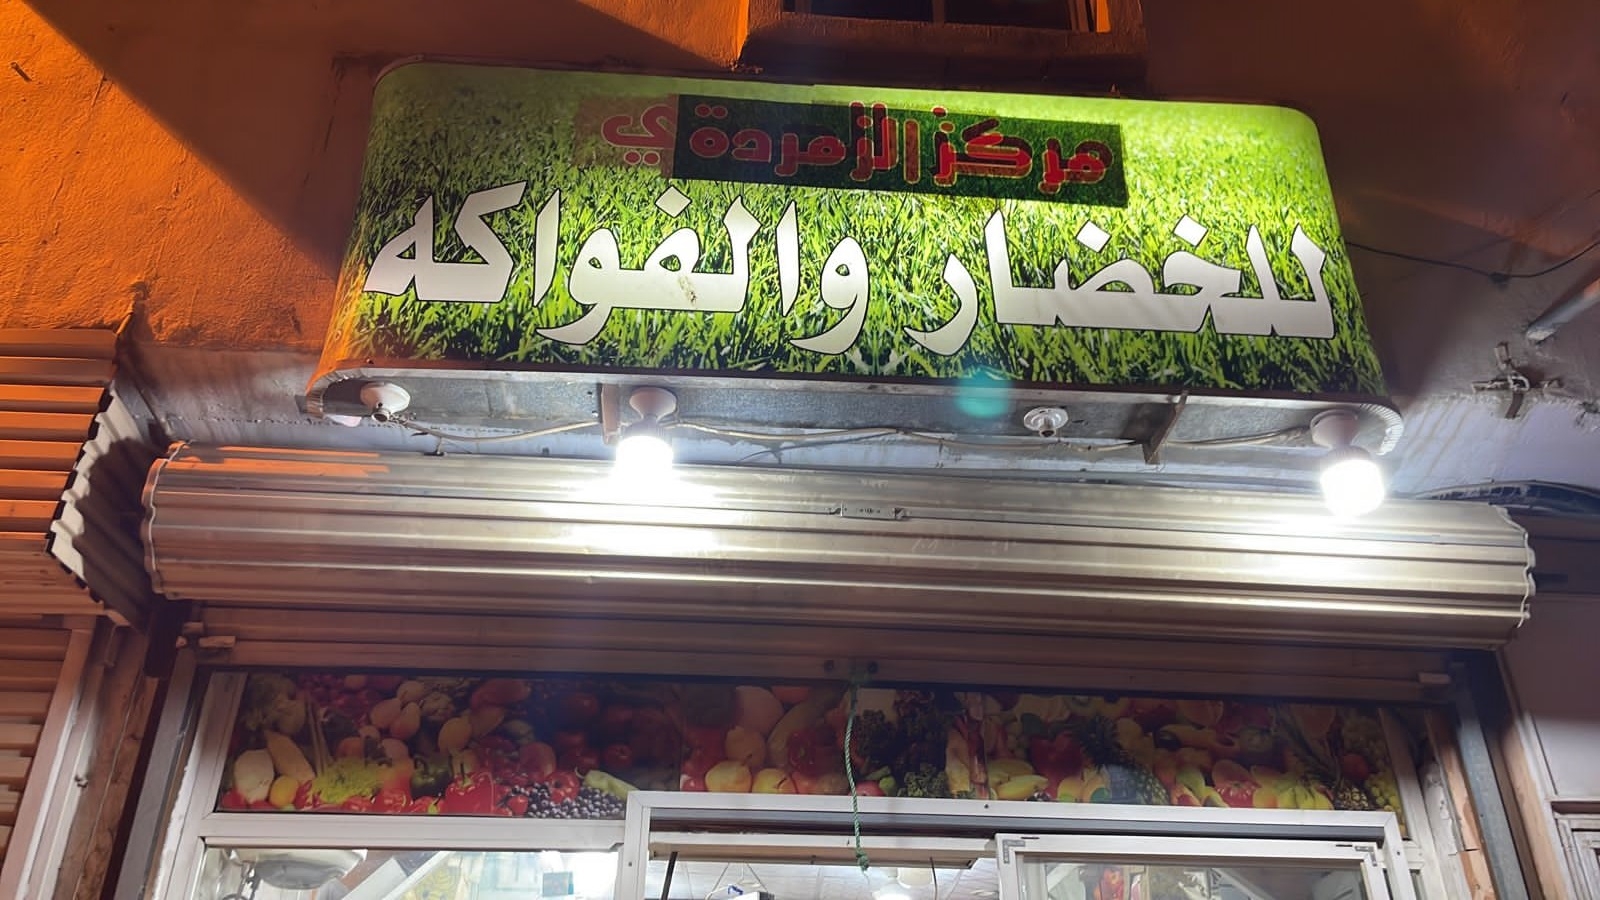 مركز الزمردة
للخضار والفواكه